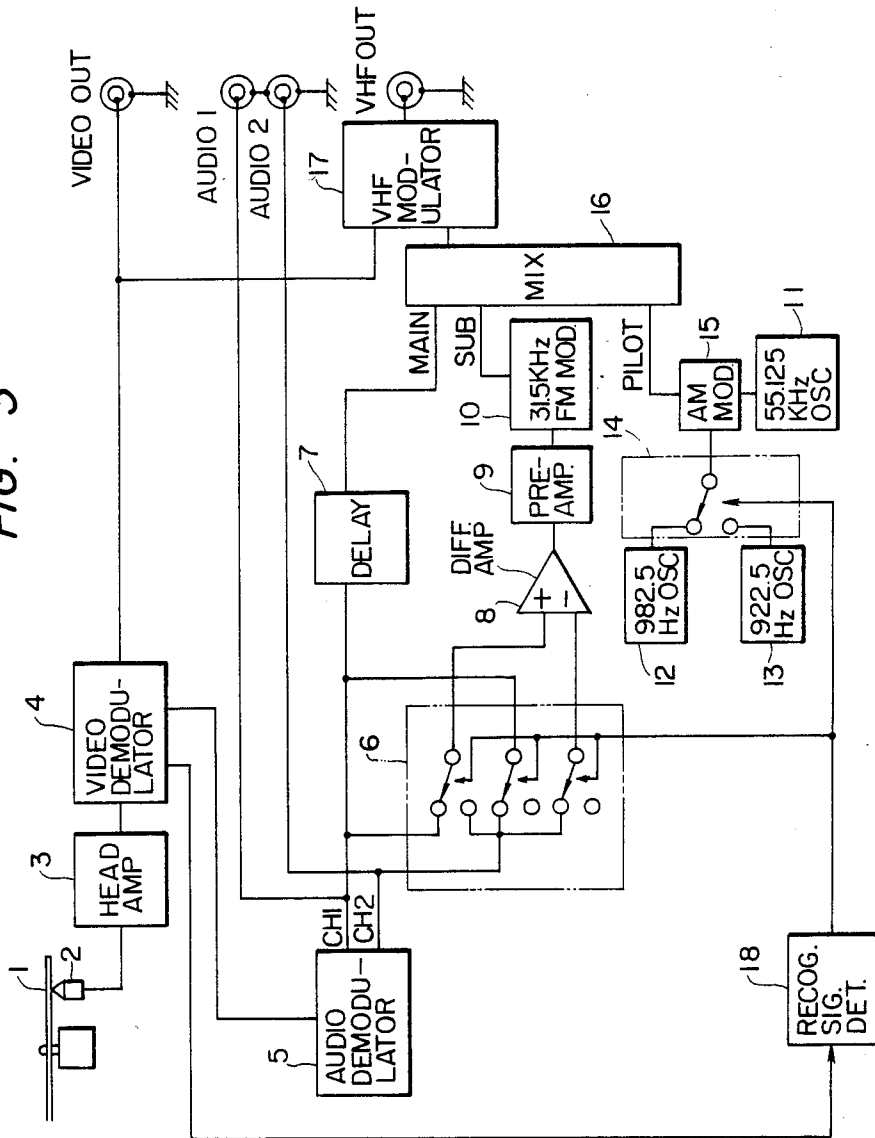 FIG. 5
1
2
3
HEAD
AMP
4
VIDEO
DEMODU-
LATOR
VIDEO OUT
AUDIO 1
AUDIO 2
VHF OUT
17
VHF
MOD-
ULATOR
16
MIX
MAIN
SUB
PILOT
7
DELAY
5
AUDIO
DEMODU-
LATOR
CH1
CH2
6
DIFF.
AMP
8
+
−
9
PRE-
AMP.
10
31.5KHz
FM MOD.
14
15
AM
MOD
11
55.125
KHz
OSC
982.5
Hz OSC
12
922.5
Hz OSC
13
18
RECOG.
SIG.
DET.